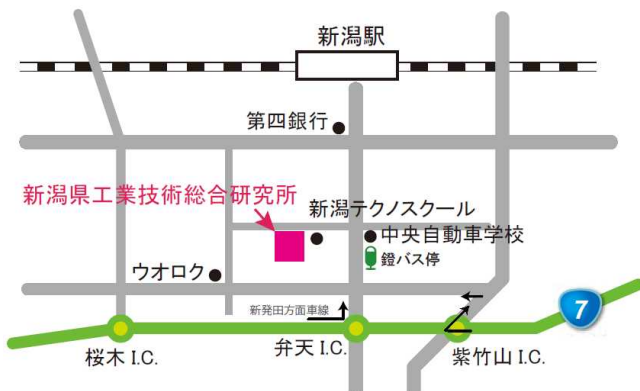 新潟駅
第四銀行
新潟県工業技術総合研究所
新潟テクノスクール
中央自動車学校
鐙バス停
ウオロク
新発田方面車線
7
桜木 I.C.
弁天 I.C.
紫竹山 I.C.